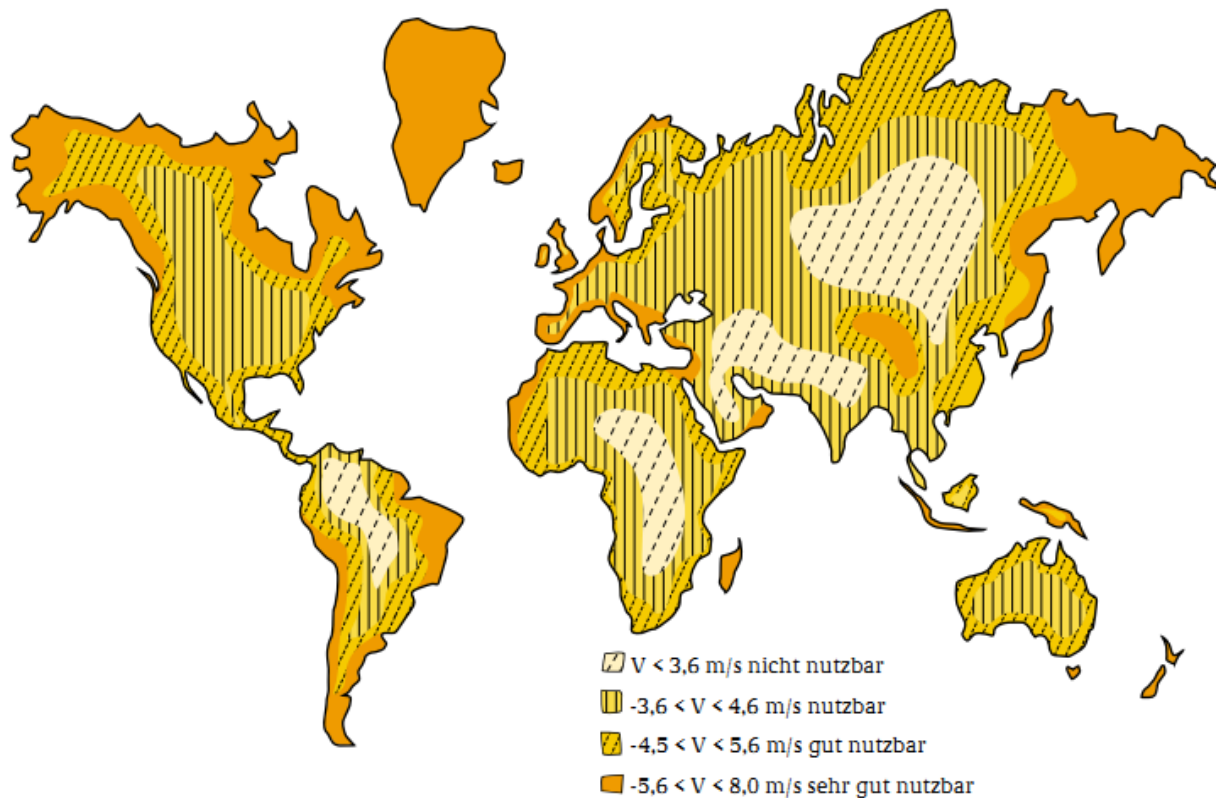 V < 3,6 m/s nicht nutzbar
-3,6 < V < 4,6 m/s nutzbar
-4,5 < V < 5,6 m/s gut nutzbar
-5,6 < V < 8,0 m/s sehr gut nutzbar